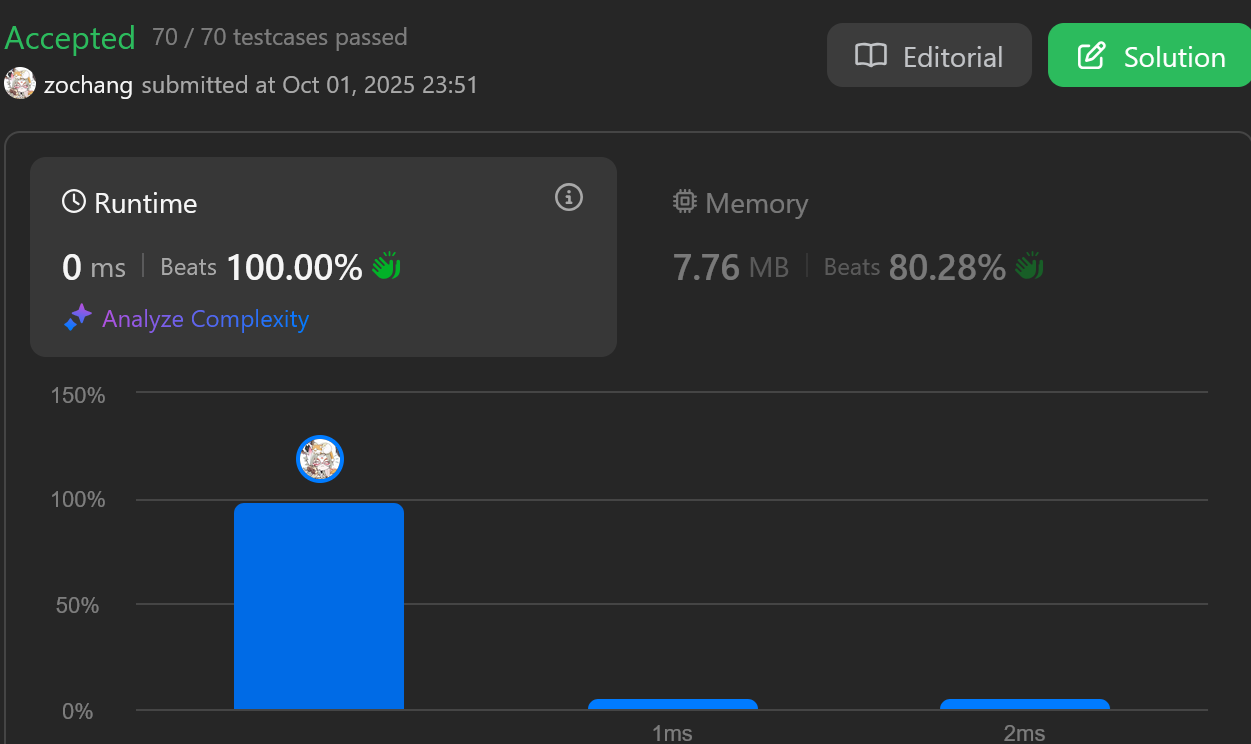 Accepted 70 / 70 testcases passed
zochang submitted at Oct 01, 2025 23:51
Editorial
Solution
Runtime
0 ms | Beats 100.00%
Analyze Complexity
Memory
7.76 MB | Beats 80.28%
150%
100%
50%
0%
1ms
2ms